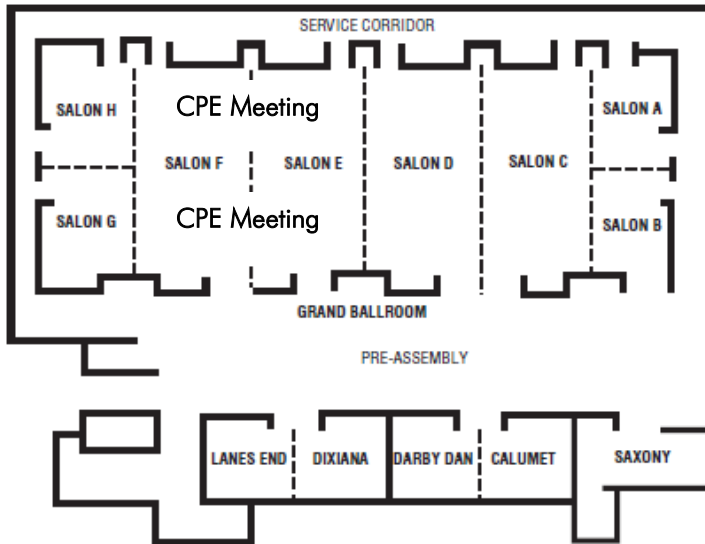 SERVICE CORRIDOR
SALON H
CPE Meeting
SALON A
SALON F
SALON E
SALON D
SALON C
SALON G
CPE Meeting
SALON B
GRAND BALLROOM
PRE-ASSEMBLY
LANES END
DIXIANA
DARBY DAN
CALUMET
SAXONY